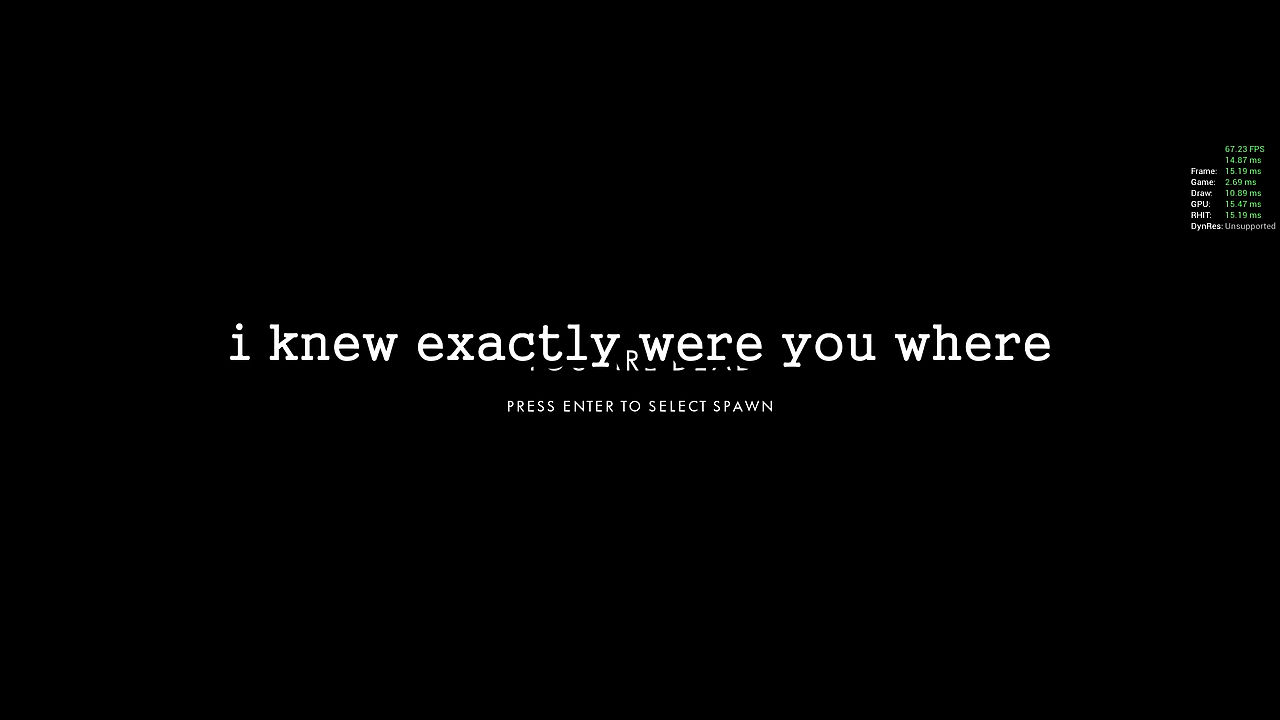 67.23 FPS
14.87 ms
Frame: 15.19 ms
Game: 2.69 ms
Draw: 10.89 ms
GPU: 15.47 ms
RHIT: 15.19 ms
DynRes: Unsupported
i knew exactly were you where
PRESS ENTER TO SELECT SPAWN